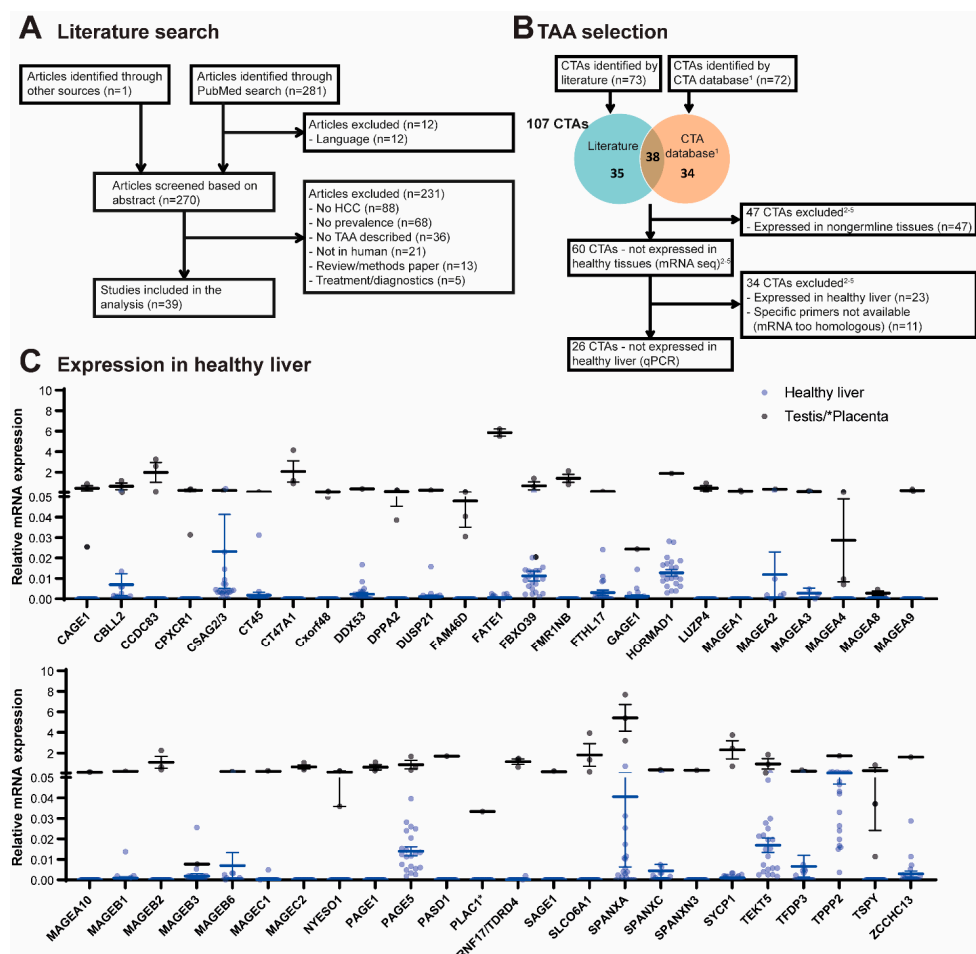 A Literature search
Articles identified through
other sources (n=1)
Articles identified through
PubMed search (n=281)
Articles excluded (n=12)
- Language (n=12)
Articles screened based on
abstract (n=270)
Articles excluded (n=231)
- No HCC (n=88)
- No prevalence (n=68)
- No TAA described (n=36)
- Not in human (n=21)
- Review/methods paper (n=13)
- Treatment/diagnostics (n=5)
Studies included in the
analysis (n=39)
B TAA selection
CTAs identified by
literature (n=73)
CTAs identified by
CTA database¹ (n=72)
107 CTAs
Literature
35
38
CTA
database¹
34
47 CTAs excluded²⁻⁵
- Expressed in nongermline tissues (n=47)
60 CTAs - not expressed in
healthy tissues (mRNA seq)²⁻⁵
34 CTAs excluded²⁻⁵
- Expressed in healthy liver (n=23)
- Specific primers not available
(mRNA too homologous) (n=11)
26 CTAs - not expressed in
healthy liver (qPCR)
C Expression in healthy liver
Healthy liver
Testis/*Placenta
Relative mRNA expression
10
6
4
2
0.05
0.04
0.03
0.02
0.01
0.00
CAGE1
CBLL2
CCDC83
CPXCR1
CSAG2/3
CT45
CT47A1
Cxorf48
DDX53
DPPA2
DUSP21
FAM46D
FATE1
FBXO39
FMR1NB
FTHL17
GAGE1
HORMAD1
LUZP4
MAGEA1
MAGEA2
MAGEA3
MAGEA4
MAGEA8
MAGEA9
Relative mRNA expression
10
6
4
2
0.05
0.04
0.03
0.02
0.01
0.00
MAGEA10
MAGEB1
MAGEB2
MAGEB3
MAGEB6
MAGEC1
MAGEC2
NYESO1
PAGE1
PAGE5
PASD1
PLAC1*
RNF17/TDRD4
SAGE1
SLCO6A1
SPANXA
SPANXC
SPANXN3
SYCP1
TEKT5
TFDP3
TPPP2
TSPY
ZCCHC13